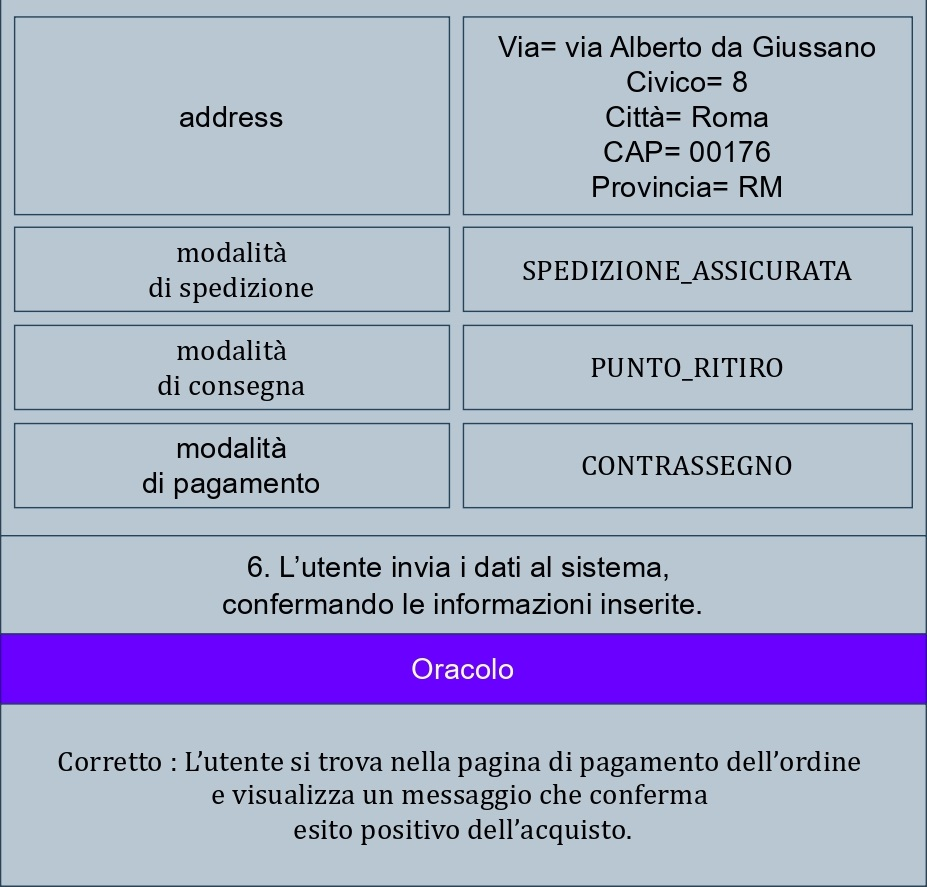 address
Via= via Alberto da Giussano
Civico= 8
Città= Roma
CAP= 00176
Provincia= RM
modalità
di spedizione
SPEDIZIONE_ASSICURATA
modalità
di consegna
PUNTO_RITIRO
modalità
di pagamento
CONTRASSEGNO
6. L’utente invia i dati al sistema,
confermando le informazioni inserite.
Oracolo
Corretto : L’utente si trova nella pagina di pagamento dell’ordine
e visualizza un messaggio che conferma
esito positivo dell’acquisto.